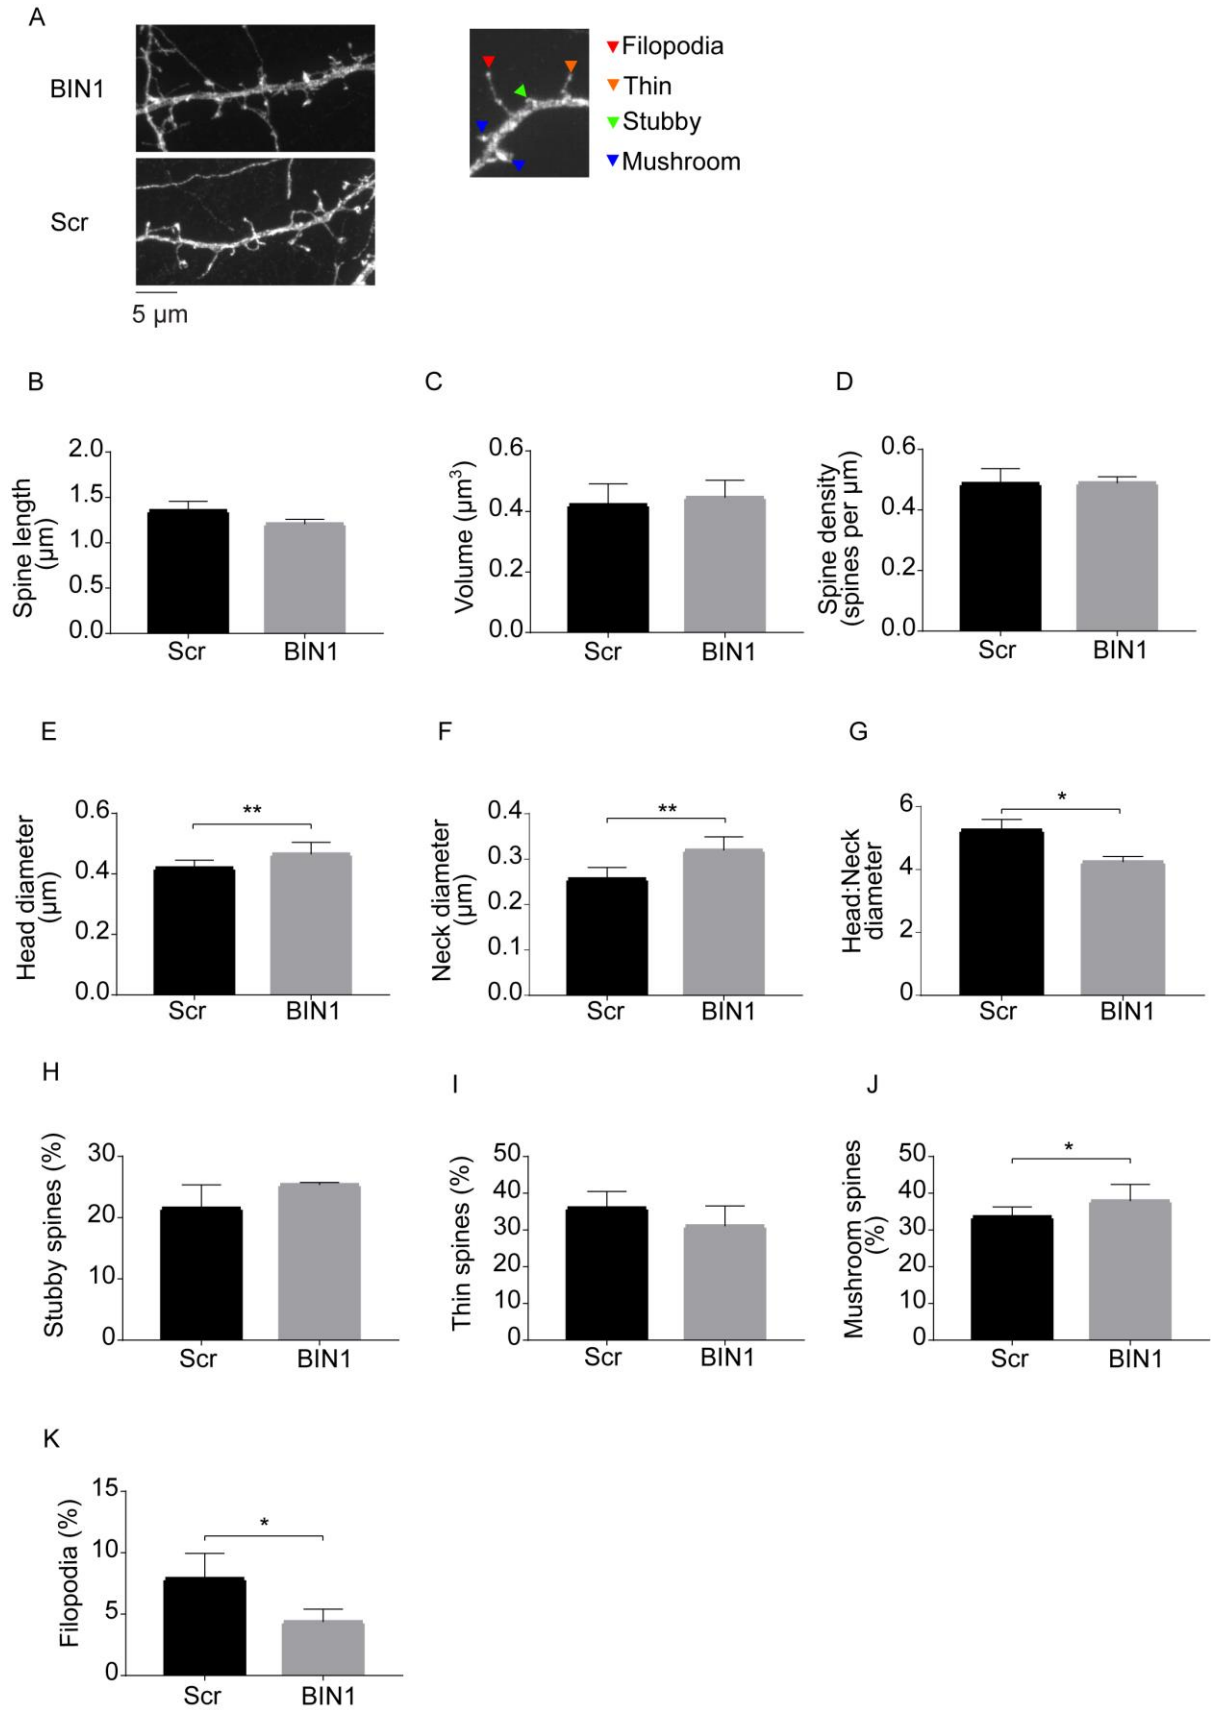 A
BIN1
Scr
5 µm
Filopodia
Thin
Stubby
Mushroom
B
Spine length
(µm)
2.0
1.5
1.0
0.5
0.0
Scr
BIN1
C
Volume (µm³)
0.6
0.4
0.2
0.0
Scr
BIN1
D
Spine density
(spines per µm)
0.6
0.4
0.2
0.0
Scr
BIN1
E
Head diameter
(µm)
0.6
0.4
0.2
0.0
**
Scr
BIN1
F
Neck diameter
(µm)
0.4
0.3
0.2
0.1
0.0
**
Scr
BIN1
G
Head:Neck
diameter
6
4
2
0
*
Scr
BIN1
H
Stubby spines (%)
30
20
10
0
Scr
BIN1
I
Thin spines (%)
50
40
30
20
10
0
Scr
BIN1
J
Mushroom spines
(%)
50
40
30
20
10
0
*
Scr
BIN1
K
Filopodia (%)
15
10
5
0
*
Scr
BIN1